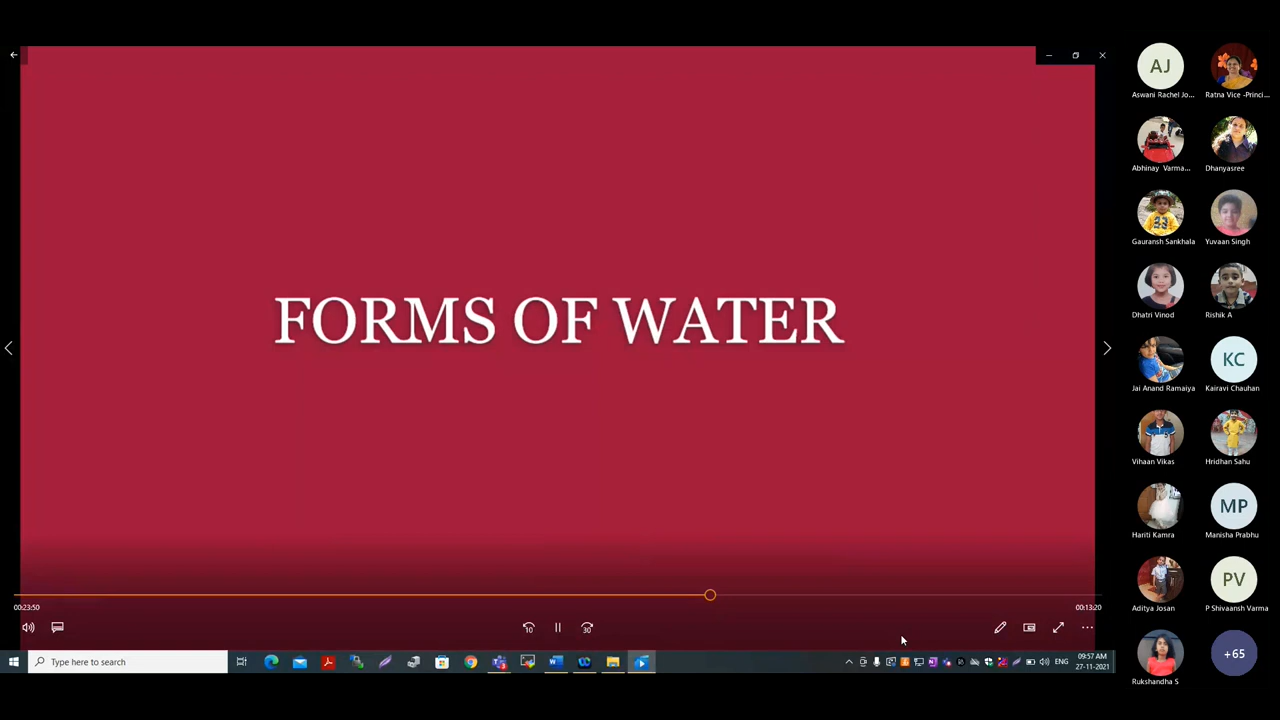 FORMS OF WATER
00:23:50
00:13:20
10
30
Type here to search
ENG
09:57 AM
27-11-2021
AJ
Aswani Rachel Jo...
Ratna Vice -Princi...
Abhinay Varma...
Dhanyasree
Gauransh Sankhala
Yuvaan Singh
Dhatri Vinod
Rishik A
Jai Anand Ramaiya
KC
Kairavi Chauhan
Vihaan Vikas
Hridhan Sahu
Hariti Kamra
MP
Manisha Prabhu
Aditya Josan
PV
P Shivaansh Varma
Rukshandha S
+65